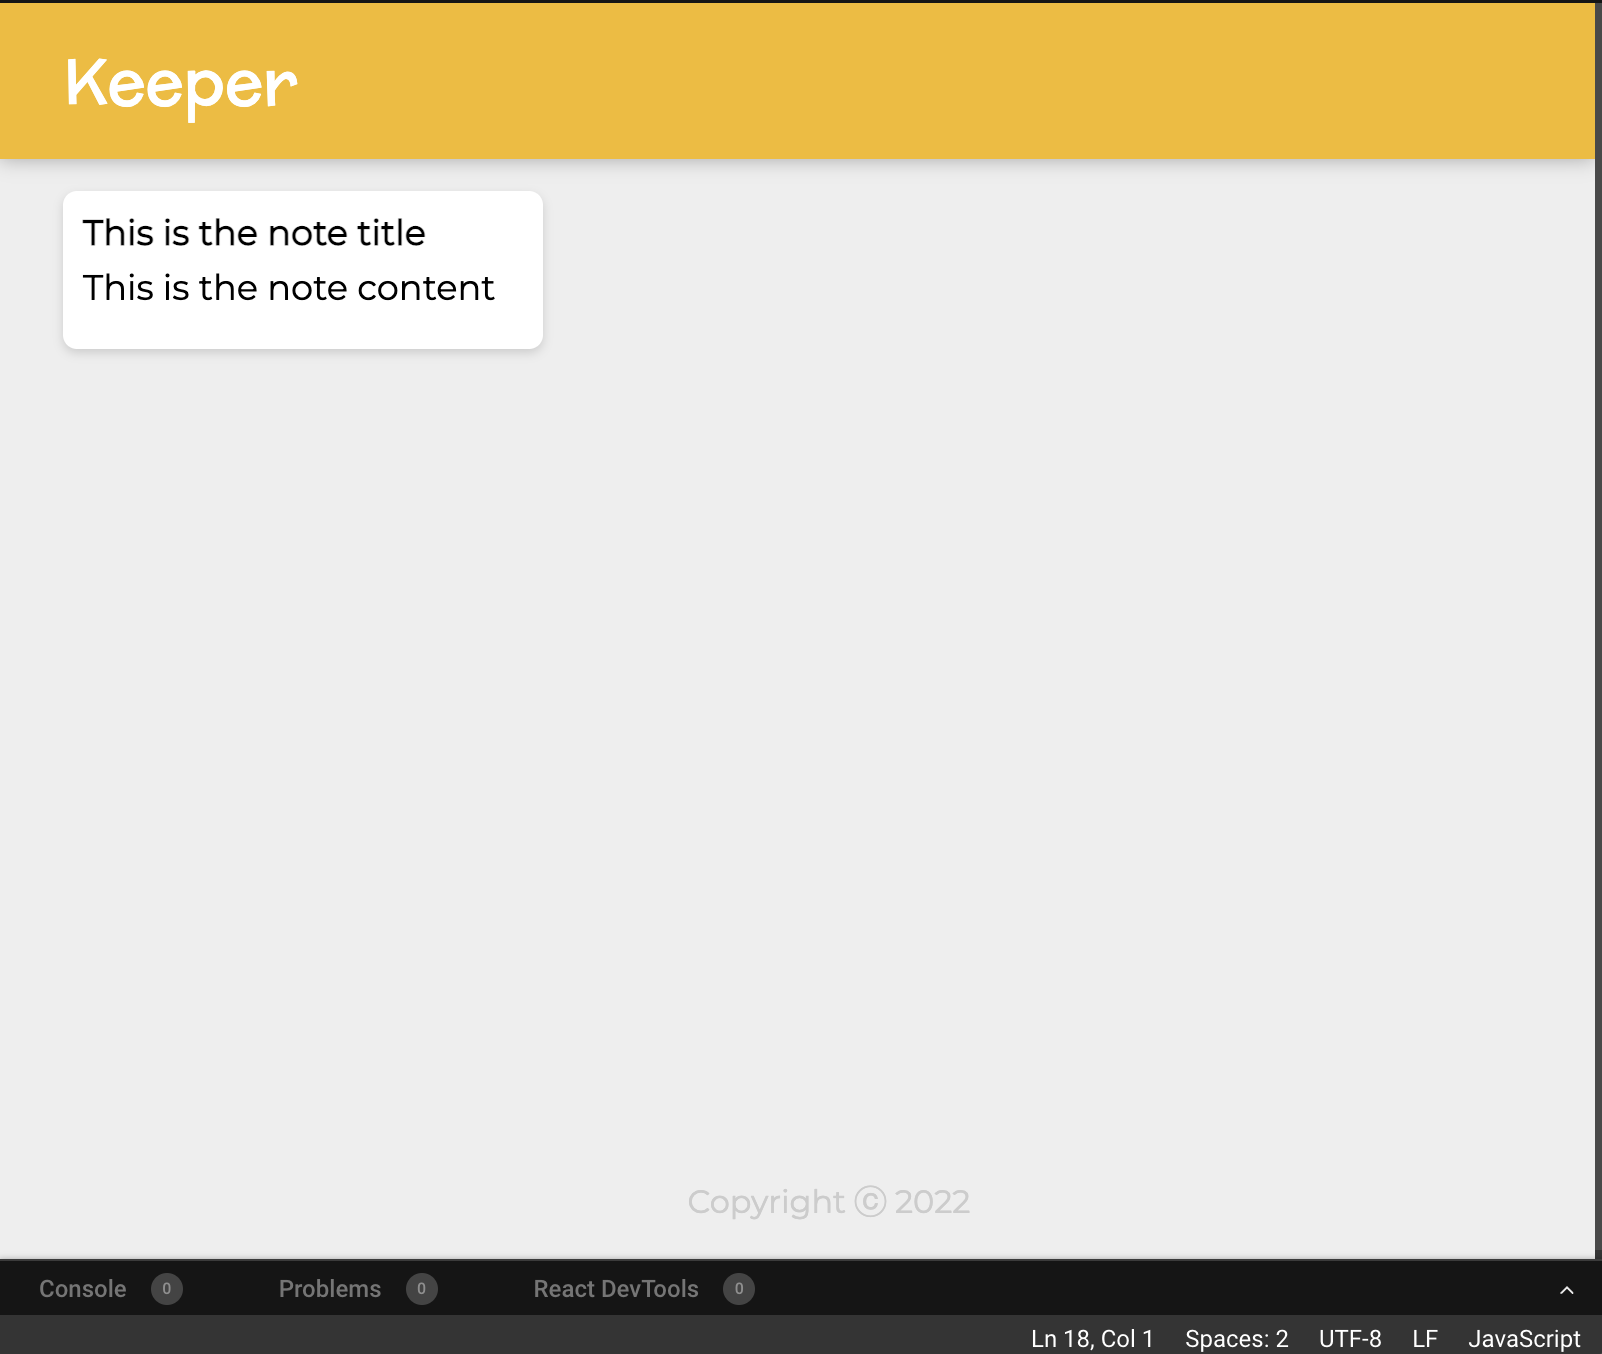 Keeper
This is the note title
This is the note content
Copyright ⓒ 2022
Console 0 Problems 0 React DevTools 0
Ln 18, Col 1 Spaces: 2 UTF-8 LF JavaScript